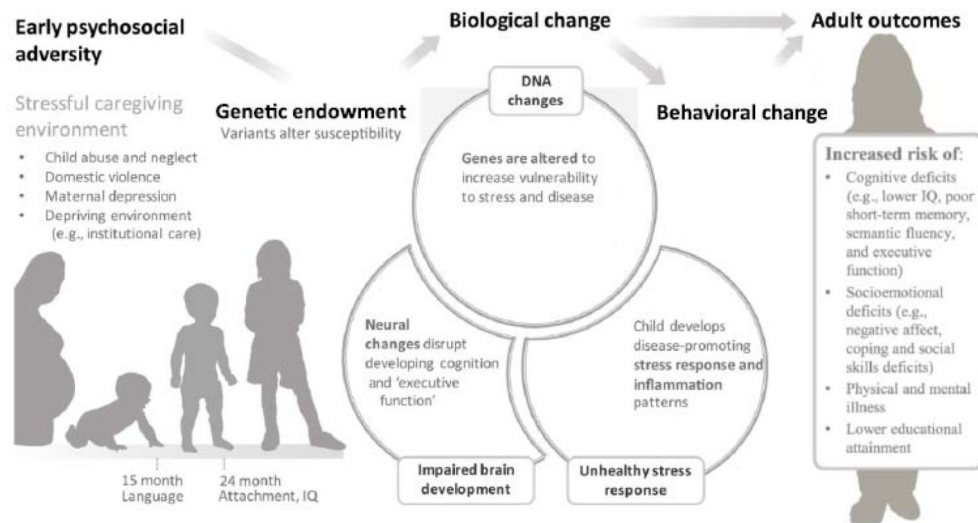 Early psychosocial
adversity
Stressful caregiving
environment
• Child abuse and neglect
• Domestic violence
• Maternal depression
• Depriving environment
(e.g., institutional care)
15 month
Language
24 month
Attachment, IQ
Genetic endowment
Variants alter susceptibility
Biological change
DNA
changes
Genes are altered to
increase vulnerability
to stress and disease
Neural
changes disrupt
developing cognition
and ‘executive
function’
Impaired brain
development
Child develops
disease-promoting
stress response and
inflammation
patterns
Unhealthy stress
response
Behavioral change
Adult outcomes
Increased risk of:
• Cognitive deficits
(e.g., lower IQ, poor
short-term memory,
semantic fluency,
and executive
function)
• Socioemotional
deficits (e.g.,
negative affect,
coping and social
skills deficits)
• Physical and mental
illness
• Lower educational
attainment